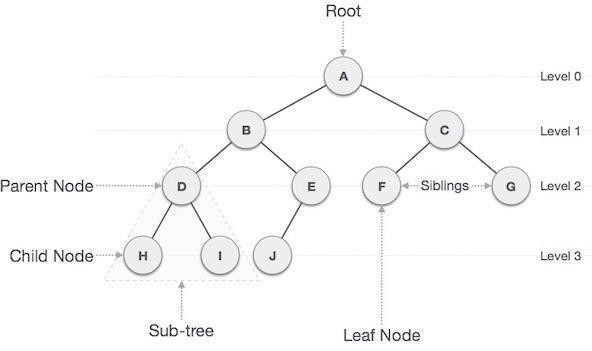 Root
A
Level 0
B
C
Level 1
Parent Node
D
E
F
Siblings
G
Level 2
Child Node
H
I
J
Level 3
Sub-tree
Leaf Node